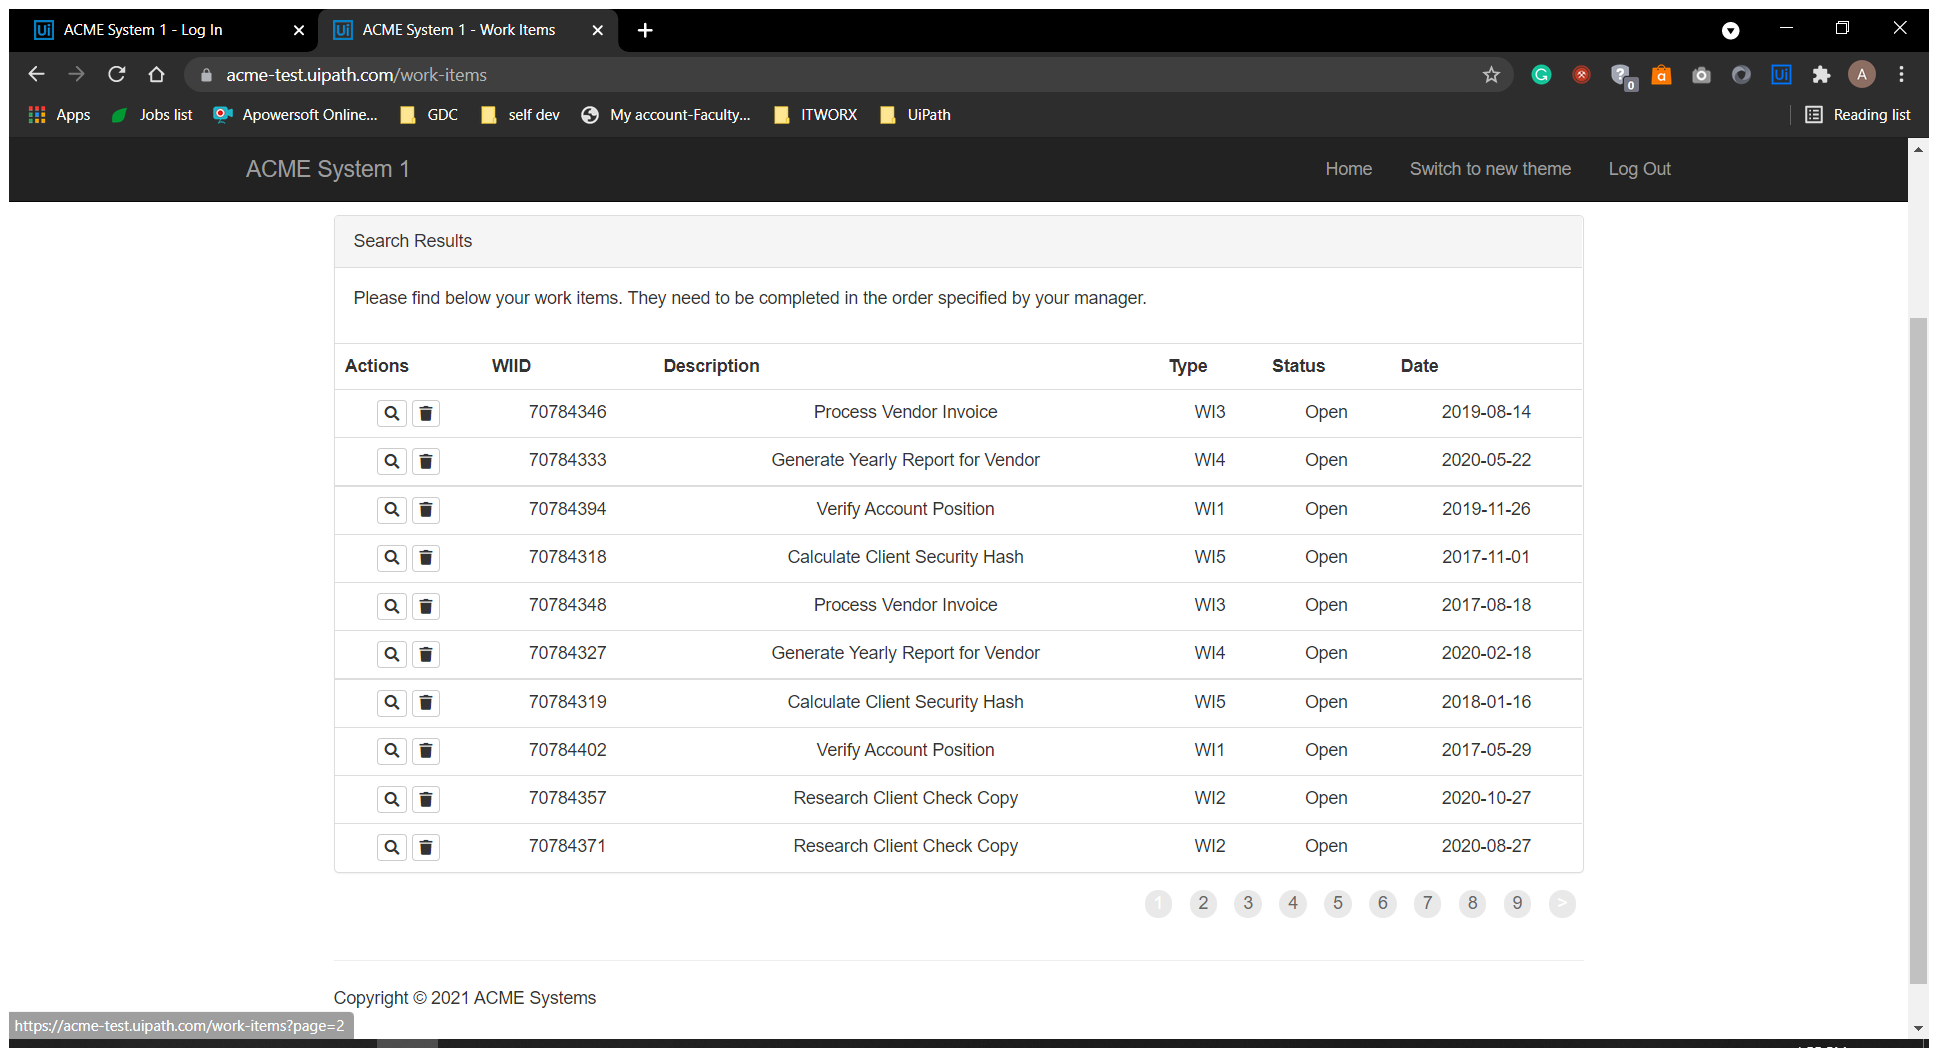 ACME System 1 - Log In
ACME System 1 - Work Items
acme-test.uipath.com/work-items
Apps Jobs list Apowersoft Online... GDC self dev My account-Faculty... ITWORX UiPath Reading list
ACME System 1 Home Switch to new theme Log Out
Search Results
Please find below your work items. They need to be completed in the order specified by your manager.
Actions WIID Description Type Status Date
70784346 Process Vendor Invoice WI3 Open 2019-08-14
70784333 Generate Yearly Report for Vendor WI4 Open 2020-05-22
70784394 Verify Account Position WI1 Open 2019-11-26
70784318 Calculate Client Security Hash WI5 Open 2017-11-01
70784348 Process Vendor Invoice WI3 Open 2017-08-18
70784327 Generate Yearly Report for Vendor WI4 Open 2020-02-18
70784319 Calculate Client Security Hash WI5 Open 2018-01-16
70784402 Verify Account Position WI1 Open 2017-05-29
70784357 Research Client Check Copy WI2 Open 2020-10-27
70784371 Research Client Check Copy WI2 Open 2020-08-27
1 2 3 4 5 6 7 8 9 >
Copyright © 2021 ACME Systems
https://acme-test.uipath.com/work-items?page=2